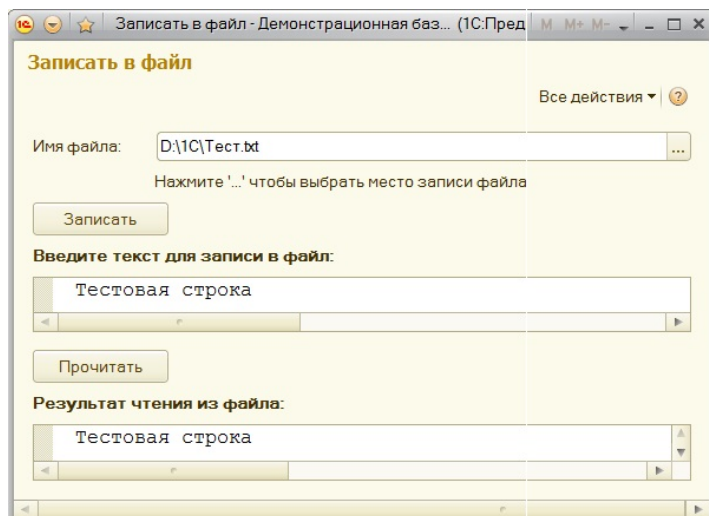 Записать в файл - Демонстрационная баз... (1С:Пред M M+ M-
Записать в файл
Все действия
Имя файла: D:\1С\Тест.txt ...
Нажмите '...' чтобы выбрать место записи файла
Записать
Введите текст для записи в файл:
Тестовая строка
Прочитать
Результат чтения из файла:
Тестовая строка